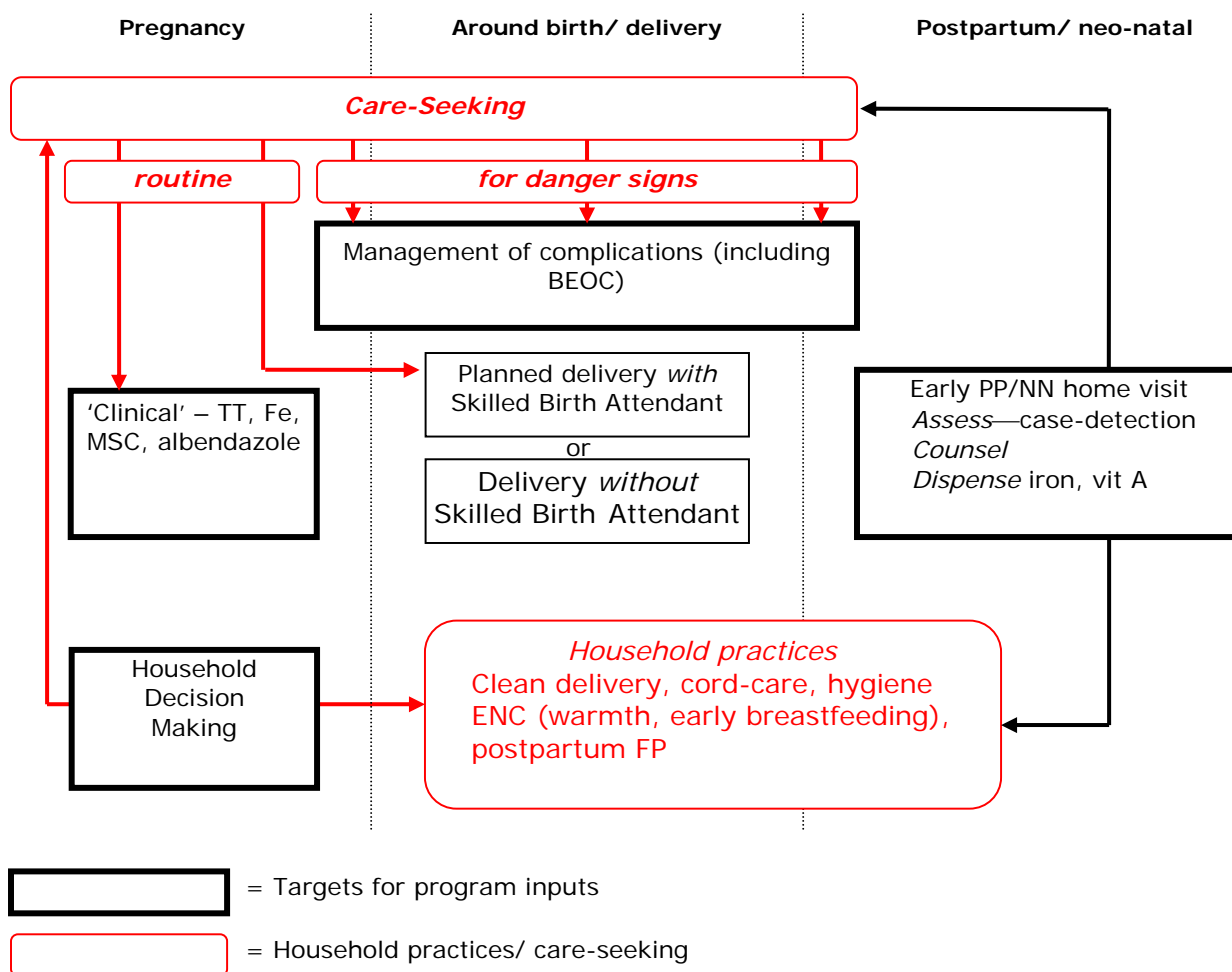 Pregnancy
Around birth/ delivery
Postpartum/ neo-natal
Care-Seeking
routine
for danger signs
Management of complications (including
BEOC)
Planned delivery with
Skilled Birth Attendant
or
Delivery without
Skilled Birth Attendant
‘Clinical’ – TT, Fe,
MSC, albendazole
Early PP/NN home visit
Assess—case-detection
Counsel
Dispense iron, vit A
Household
Decision
Making
Household practices
Clean delivery, cord-care, hygiene
ENC (warmth, early breastfeeding),
postpartum FP
= Targets for program inputs
= Household practices/ care-seeking